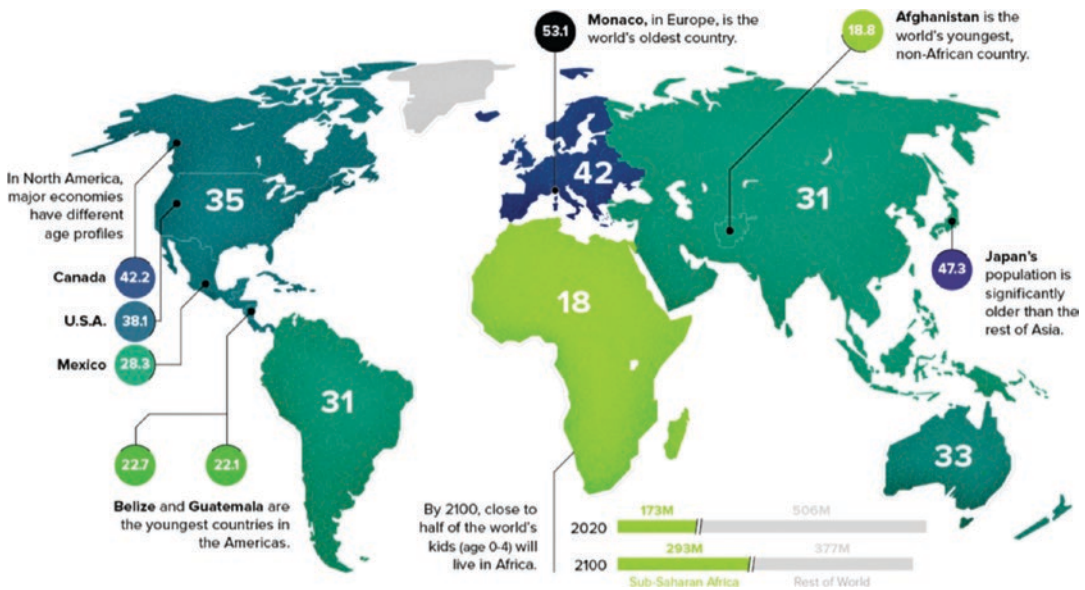 53.1
Monaco, in Europe, is the
world's oldest country.
18.8
Afghanistan is the
world's youngest,
non-African country.
In North America,
major economies
have different
age profiles
Canada 42.2
U.S.A. 38.1
Mexico 28.3
35
42
31
47.3
Japan's
population is
significantly
older than the
rest of Asia.
18
31
33
22.7
22.1
Belize and Guatemala are
the youngest countries in
the Americas.
By 2100, close to
half of the world's
kids (age 0-4) will
live in Africa.
173M 506M
2020
293M 377M
2100
Sub-Saharan Africa Rest of World